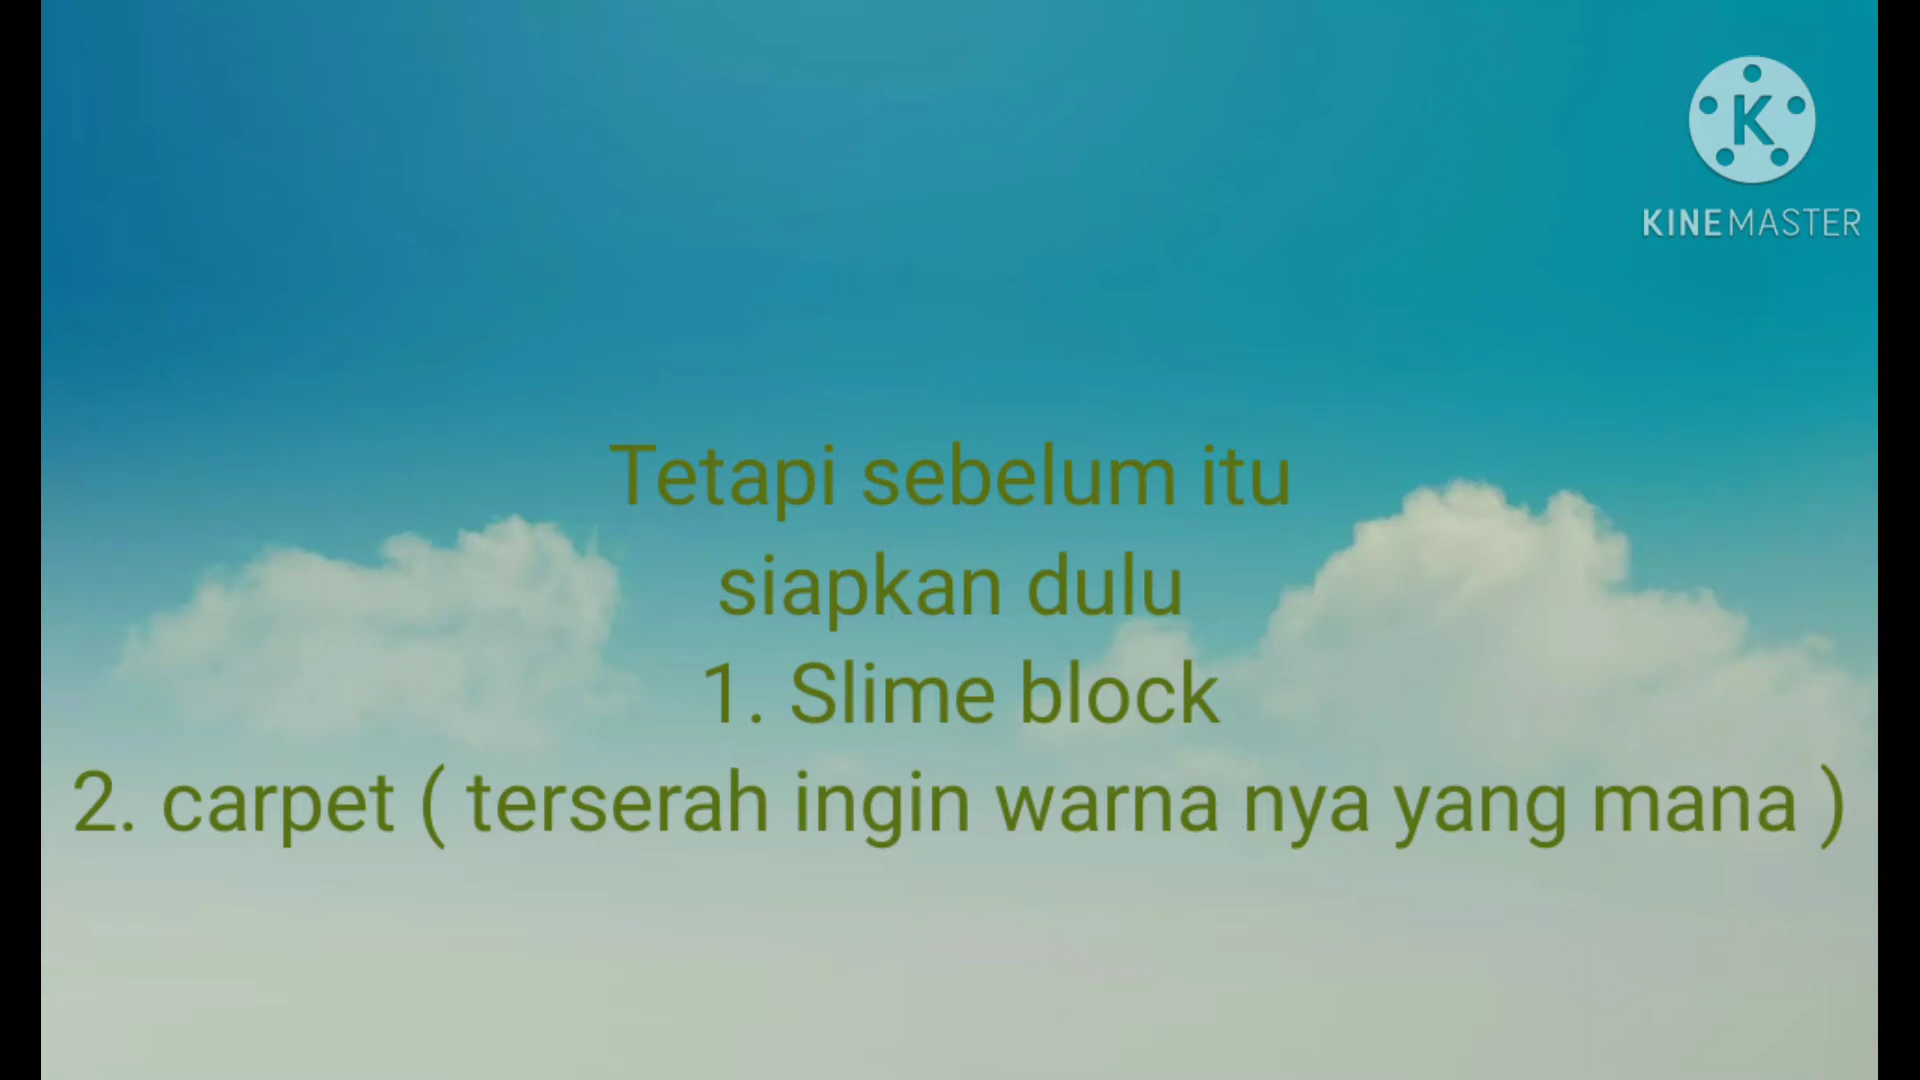 K
KINEMASTER
Tetapi sebelum itu
siapkan dulu
1. Slime block
2. carpet ( terserah ingin warna nya yang mana )